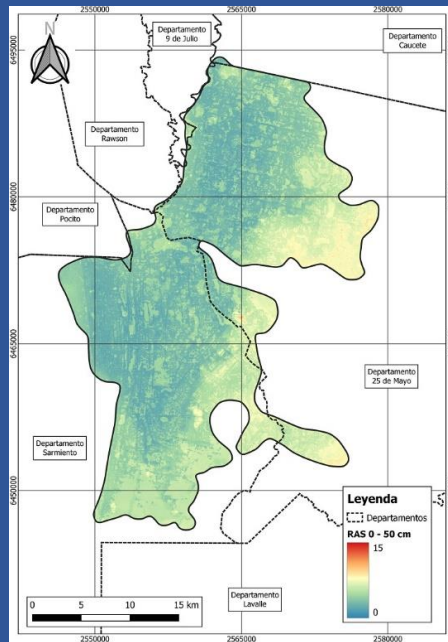 2550000 2565000 2580000
N
Departamento
9 de Julio
Departamento
Caucete
6495000
Departamento
Rawson
6480000
Departamento
Pocito
6465000
Departamento
25 de Mayo
Departamento
Sarmiento
6450000
Leyenda
Departamentos
RAS 0 - 50 cm
15
0
Departamento
Lavalle
0 5 10 15 km
2550000 2565000 2580000